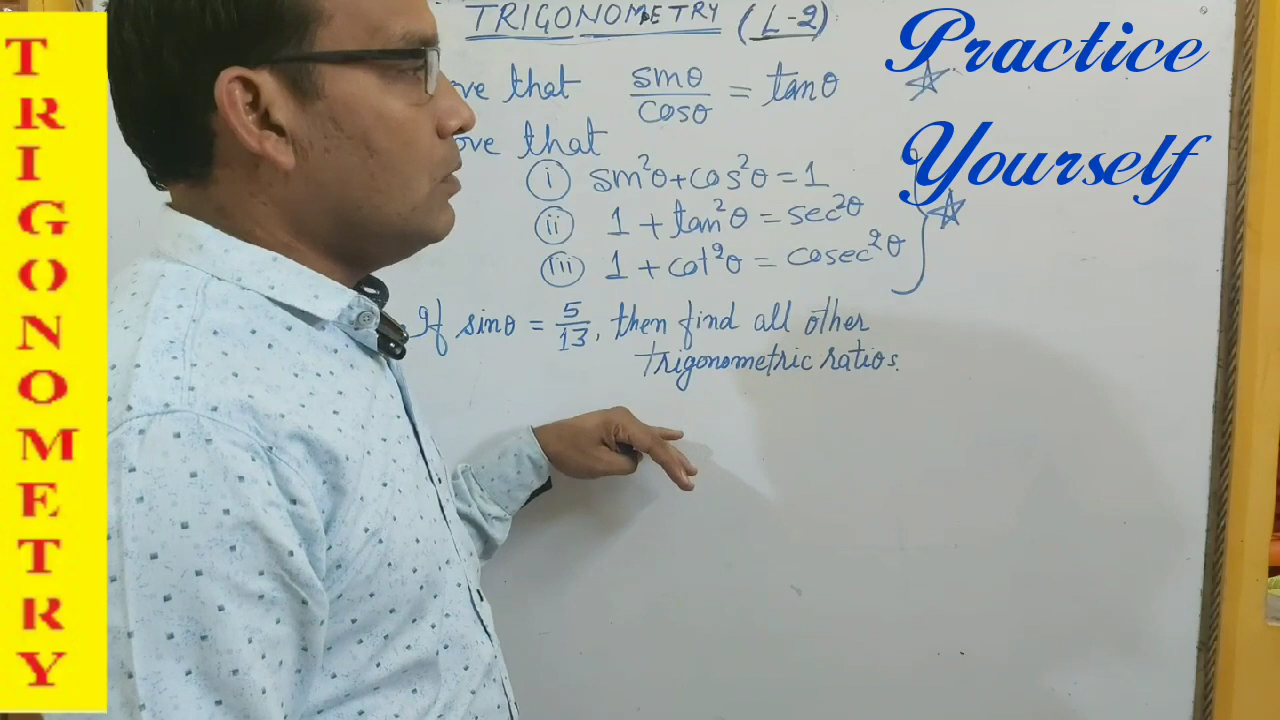 TRIGONOMETRY
TRIGONOMETRY (L-2)
Practice
Yourself
ove that sinθ/cosθ = tanθ
ove that
(i) sin²θ+cos²θ = 1
(ii) 1 + tan²θ = sec²θ
(iii) 1 + cot²θ = cosec²θ
If sinθ = 5/13, then find all other
trigonometric ratios.